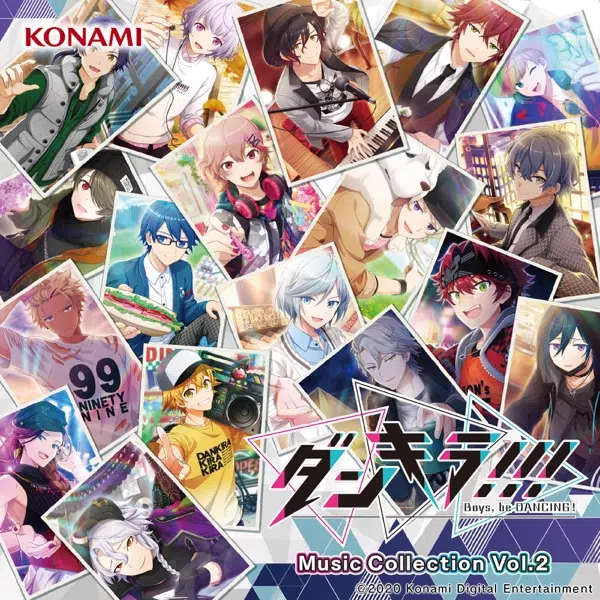 KONAMI
99
NINETY
NINE
DANKIRA
KIRA
KIRA
ダンキラ!!!
Boys, be DANCING!
Music Collection Vol.2
©2020 Konami Digital Entertainment